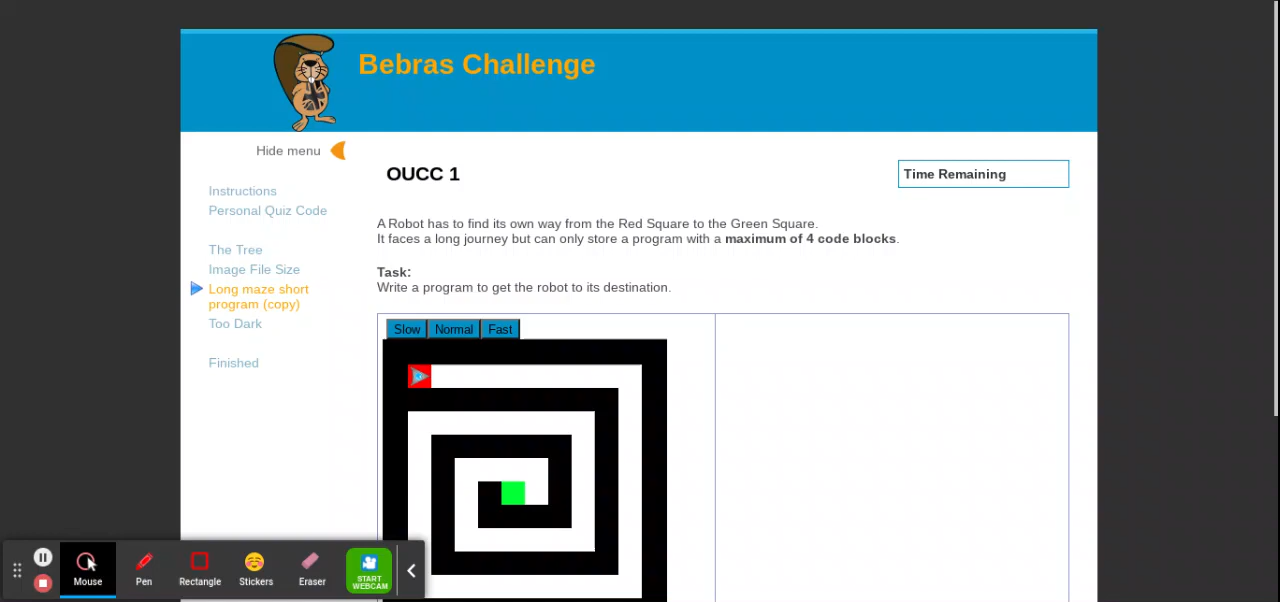 Bebras Challenge
Hide menu
OUCC 1
Time Remaining
Instructions
Personal Quiz Code
The Tree
Image File Size
Long maze short
program (copy)
Too Dark
Finished
A Robot has to find its own way from the Red Square to the Green Square.
It faces a long journey but can only store a program with a maximum of 4 code blocks.
Task:
Write a program to get the robot to its destination.
Slow Normal Fast
Mouse Pen Rectangle Stickers Eraser START
WEBCAM